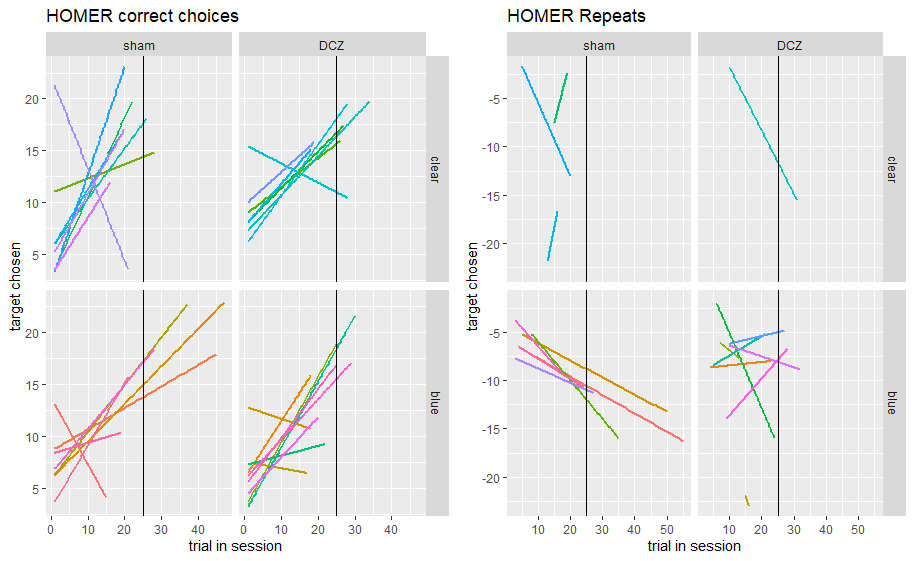 HOMER correct choices
sham DCZ
target chosen
20
15
10
5
clear
20
15
10
5
blue
0 10 20 30 40 0 10 20 30 40
trial in session
HOMER Repeats
sham DCZ
target chosen
-5
-10
-15
-20
clear
-5
-10
-15
-20
blue
10 20 30 40 50 10 20 30 40 50
trial in session